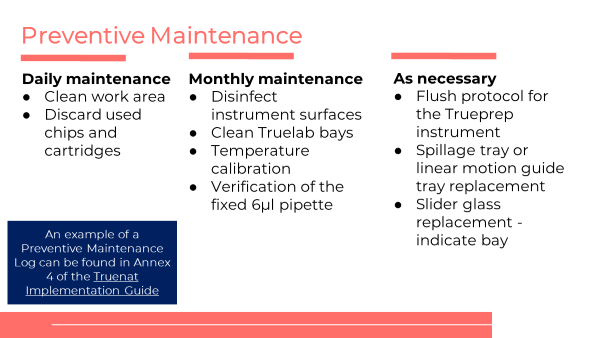 Preventive Maintenance
Daily maintenance
● Clean work area
● Discard used
chips and
cartridges
Monthly maintenance
● Disinfect
instrument surfaces
● Clean Truelab bays
● Temperature
calibration
● Verification of the
fixed 6µl pipette
As necessary
● Flush protocol for
the Trueprep
instrument
● Spillage tray or
linear motion guide
tray replacement
● Slider glass
replacement -
indicate bay
An example of a
Preventive Maintenance
Log can be found in Annex
4 of the Truenat
Implementation Guide